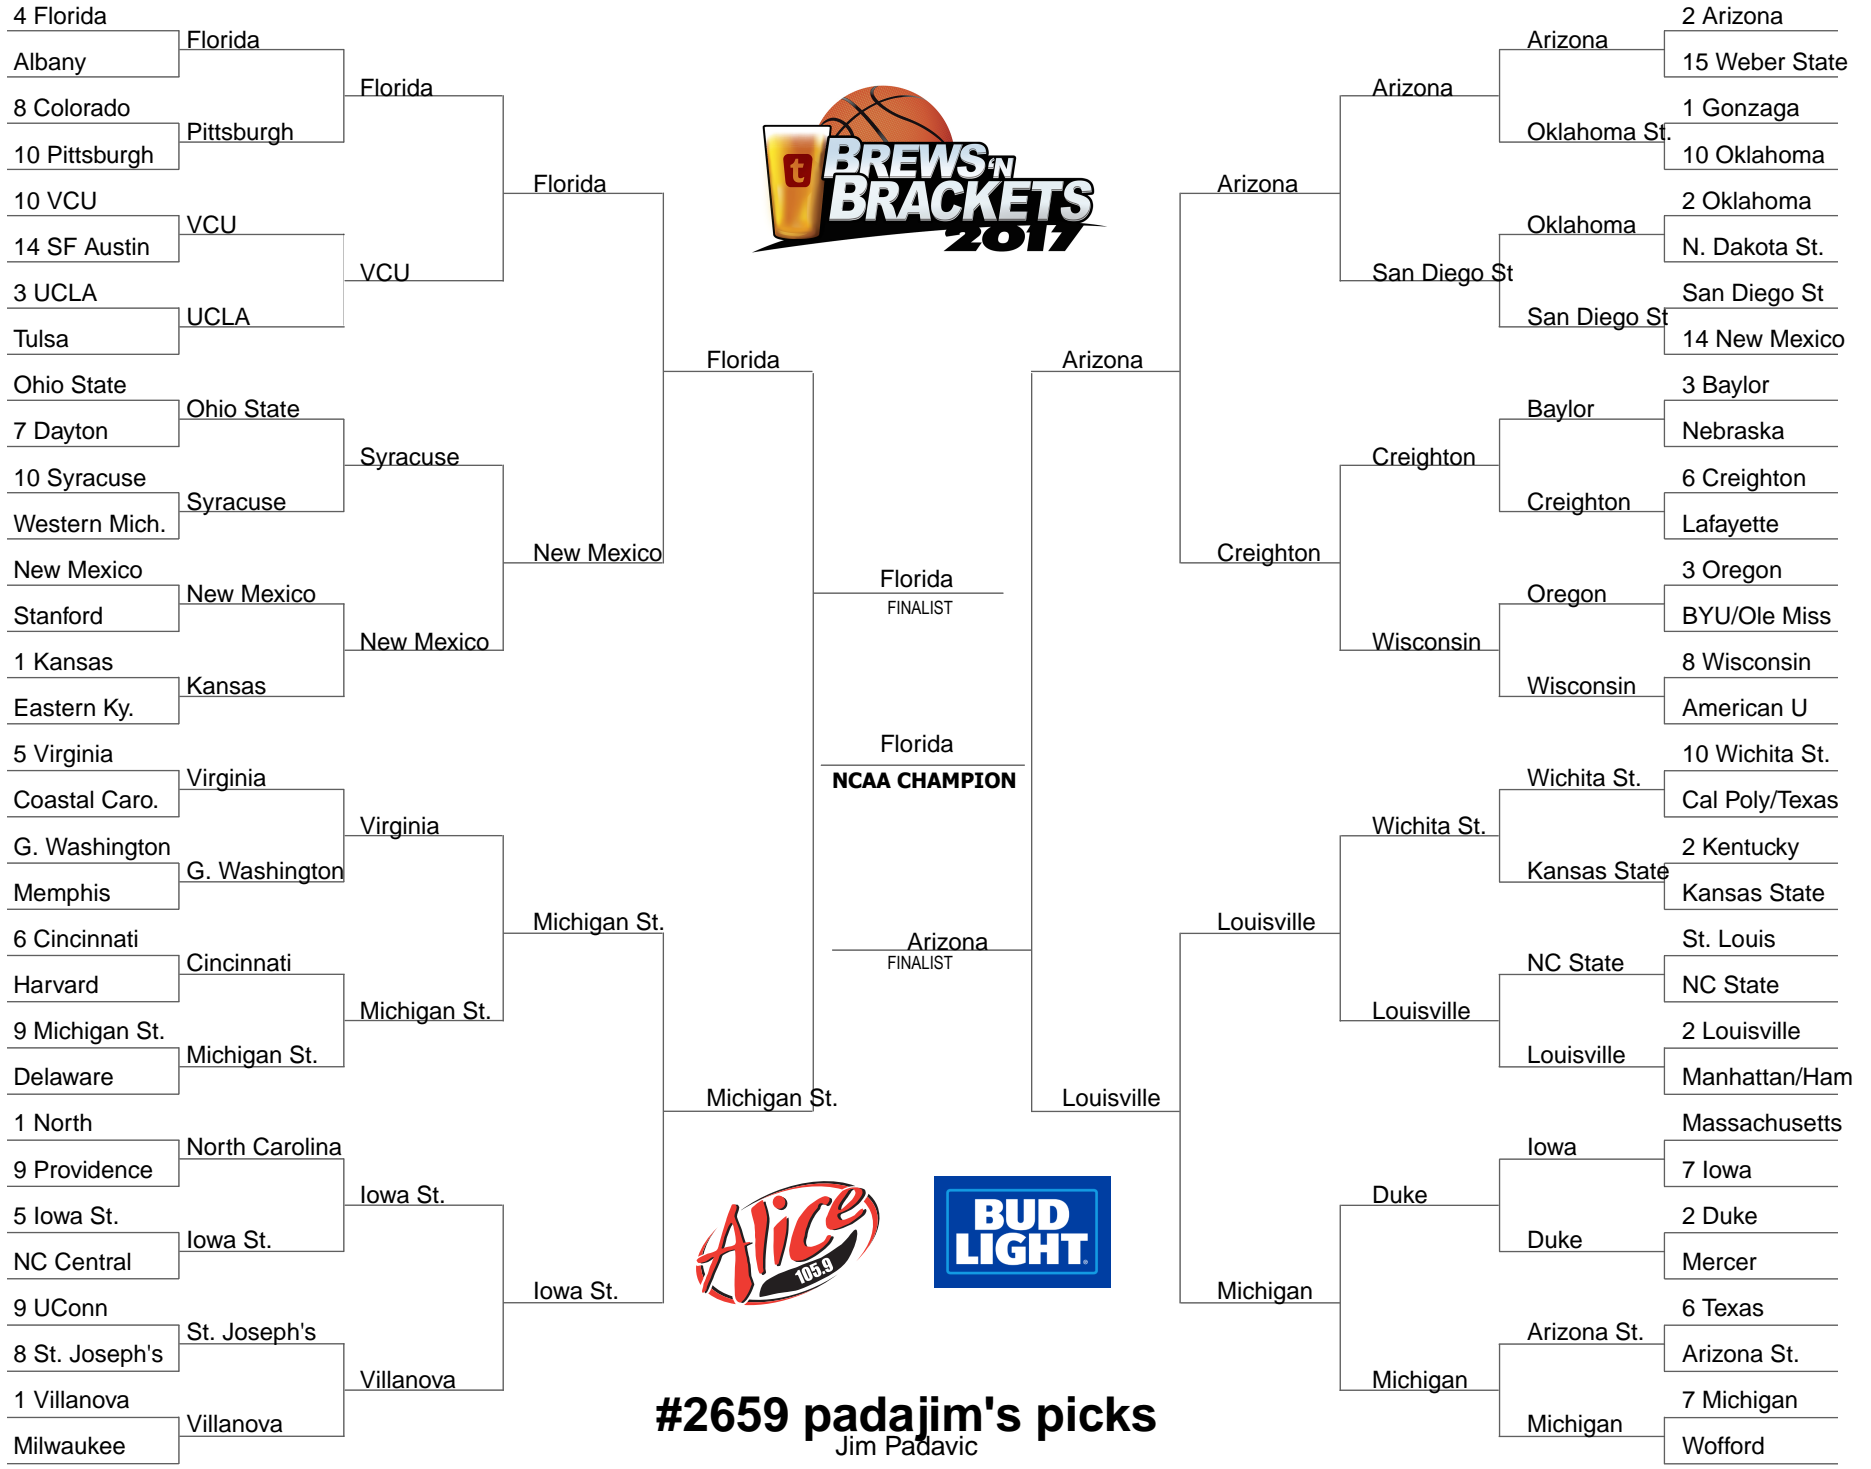 4 Florida
Albany
8 Colorado
10 Pittsburgh
10 VCU
14 SF Austin
3 UCLA
Tulsa
Ohio State
7 Dayton
10 Syracuse
Western Mich.
New Mexico
Stanford
1 Kansas
Eastern Ky.
5 Virginia
Coastal Caro.
G. Washington
Memphis
6 Cincinnati
Harvard
9 Michigan St.
Delaware
1 North
9 Providence
5 Iowa St.
NC Central
9 UConn
8 St. Joseph's
1 Villanova
Milwaukee
Florida
Pittsburgh
VCU
UCLA
Ohio State
Syracuse
New Mexico
Kansas
Virginia
G. Washington
Cincinnati
Michigan St.
North Carolina
Iowa St.
St. Joseph's
Villanova
Florida
VCU
Syracuse
New Mexico
Virginia
Michigan St.
Iowa St.
Villanova
Florida
New Mexico
Michigan St.
Iowa St.
Florida
Michigan St.
t
BREWS 'N
BRACKETS
2017
Florida
FINALIST
Florida
NCAA CHAMPION
Arizona
FINALIST
Alice
105.9
BUD
LIGHT
#2659 padajim's picks
Jim Padavic
Arizona
Louisville
Arizona
Creighton
Louisville
Michigan
Arizona
San Diego St
Creighton
Wisconsin
Wichita St.
Louisville
Duke
Michigan
Arizona
Oklahoma St.
Oklahoma
San Diego St
Baylor
Creighton
Oregon
Wisconsin
Wichita St.
Kansas State
NC State
Louisville
Iowa
Duke
Arizona St.
Michigan
2 Arizona
15 Weber State
1 Gonzaga
10 Oklahoma
2 Oklahoma
N. Dakota St.
San Diego St
14 New Mexico
3 Baylor
Nebraska
6 Creighton
Lafayette
3 Oregon
BYU/Ole Miss
8 Wisconsin
American U
10 Wichita St.
Cal Poly/Texas
2 Kentucky
Kansas State
St. Louis
NC State
2 Louisville
Manhattan/Ham
Massachusetts
7 Iowa
2 Duke
Mercer
6 Texas
Arizona St.
7 Michigan
Wofford